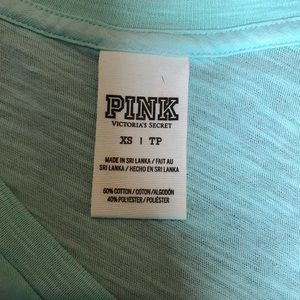 PINK
VICTORIA'S SECRET
XS | TP
MADE IN SRI LANKA / FAIT AU
SRI LANKA / HECHO EN SRI LANKA
60% COTTON / COTON / ALGODÓN
40% POLYESTER / POLIÉSTER